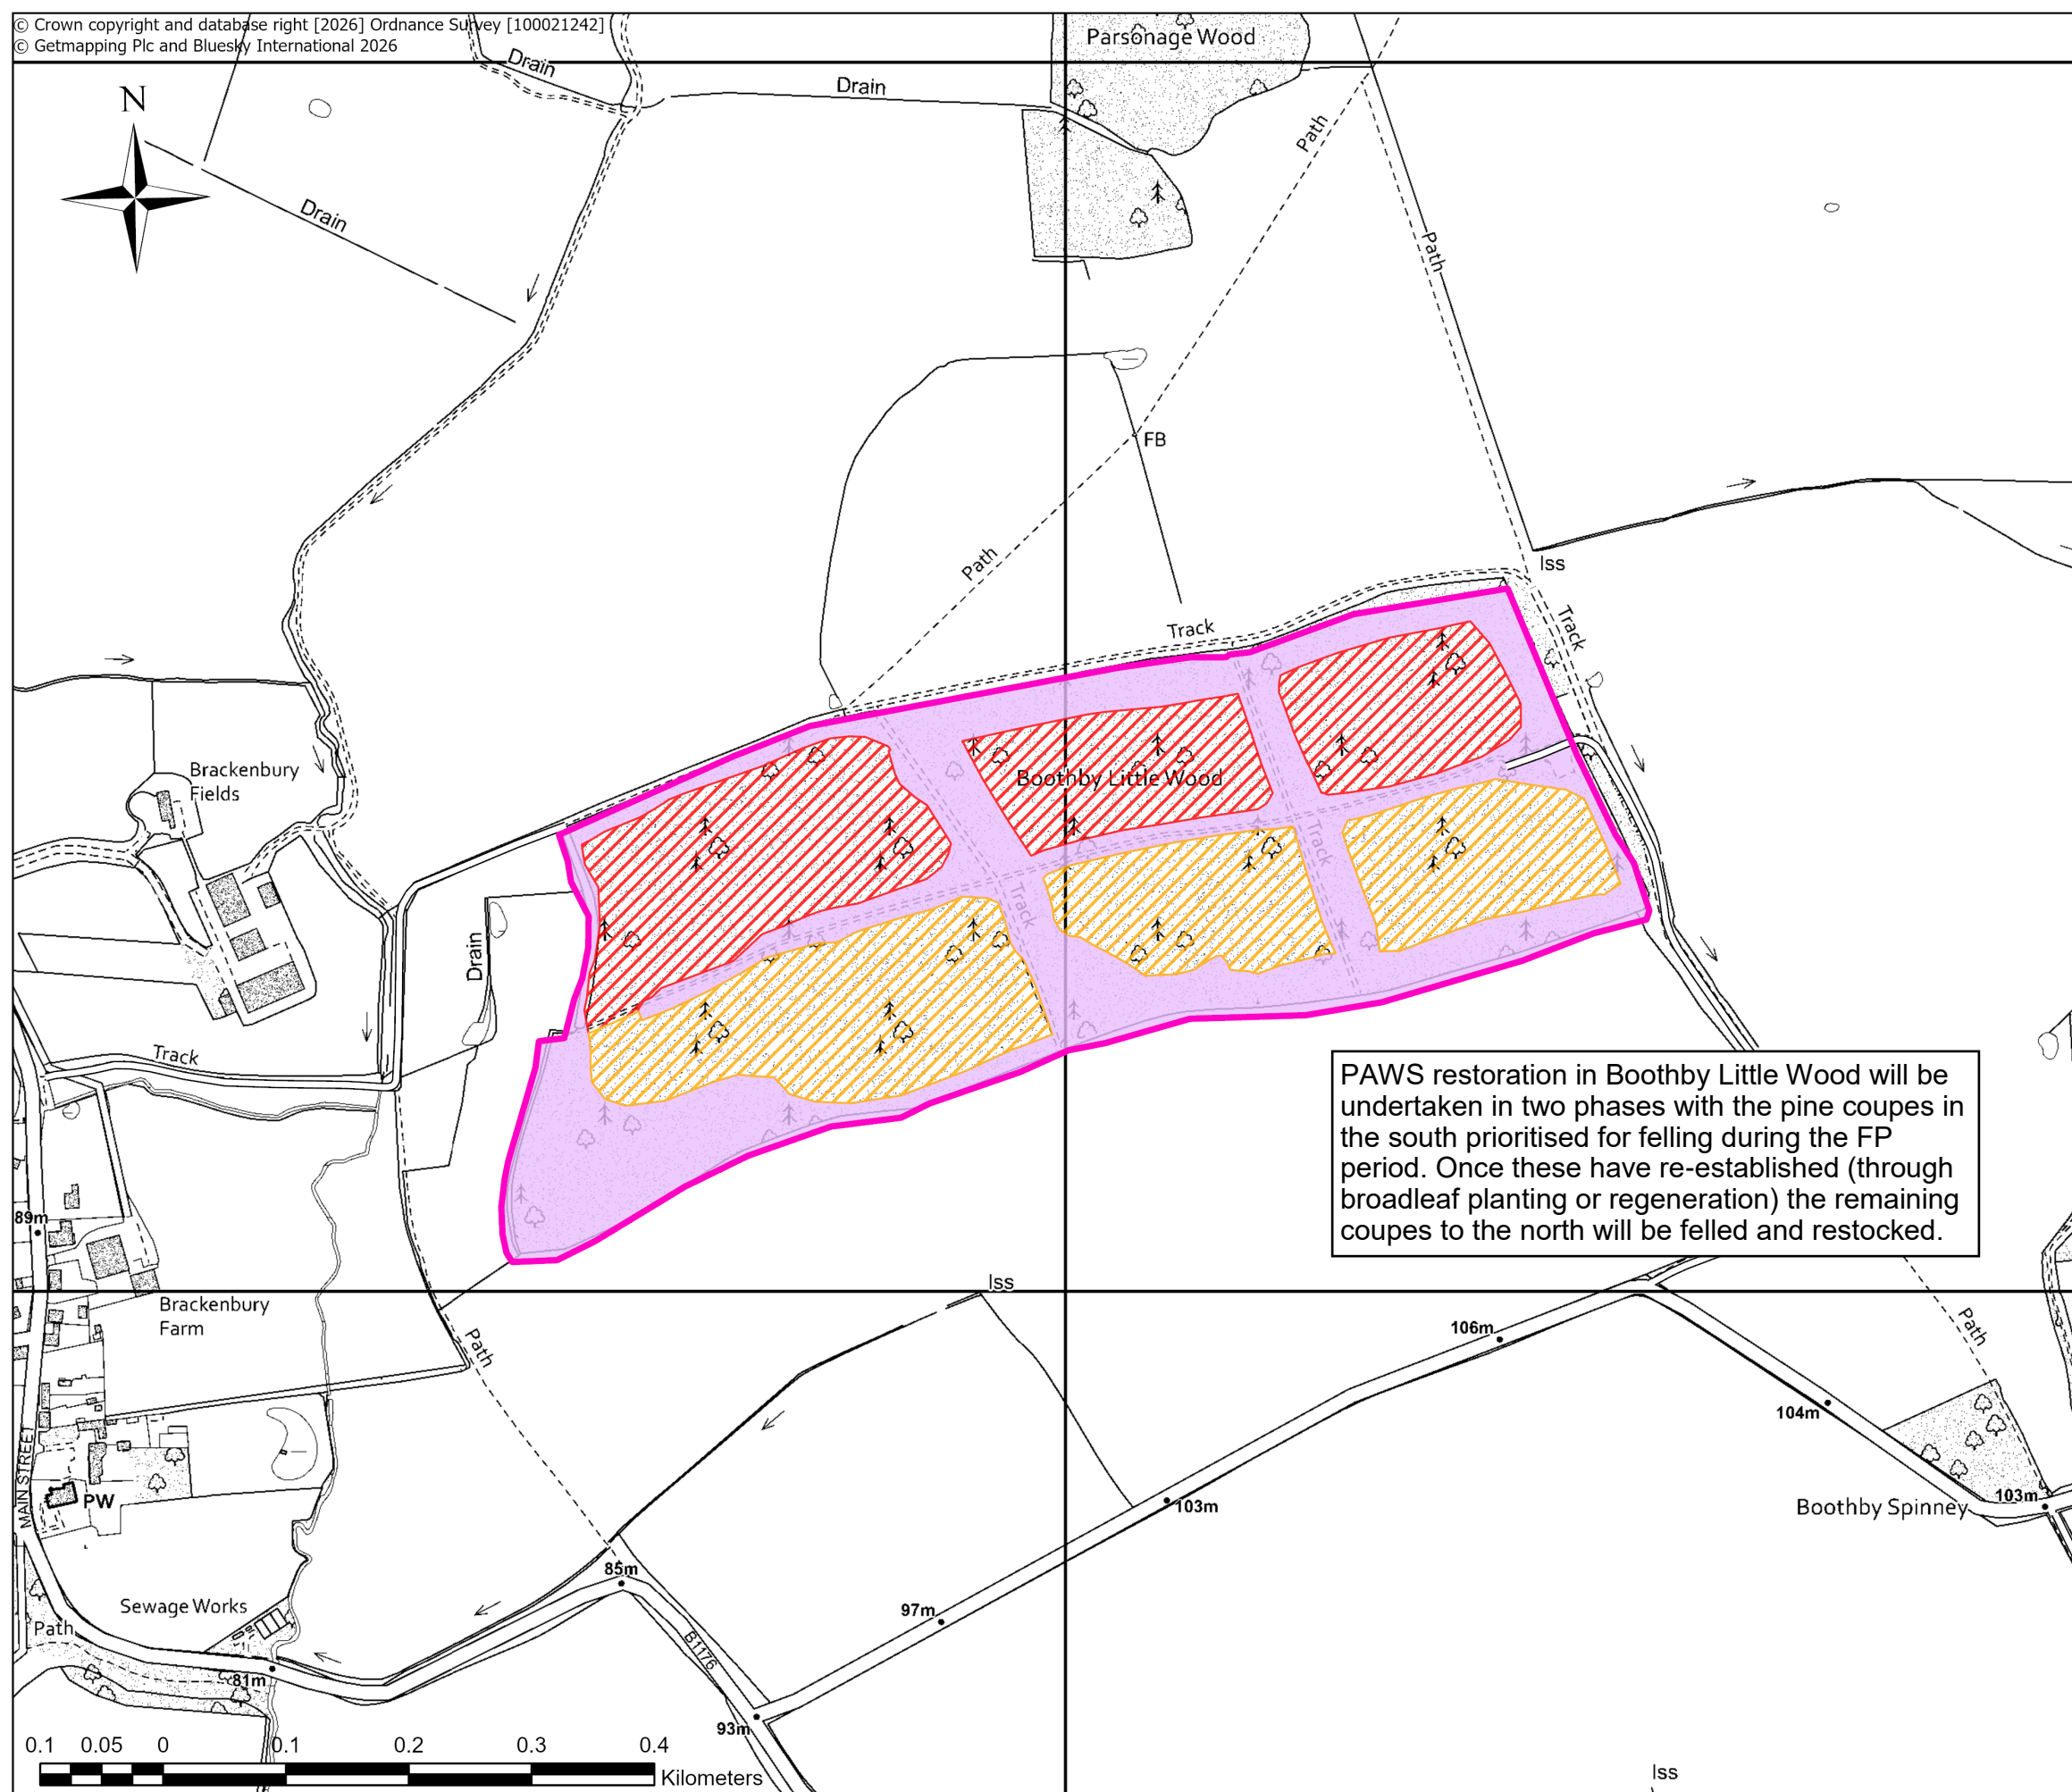 © Crown copyright and database right [2026] Ordnance Survey [100021242]
© Getmapping Plc and Bluesky International 2026
Parsonage Wood
Drain
Drain
N
Path
Drain
Path
FB
Path
Iss
Track
Track
Brackenbury
Fields
Boothby Little Wood
Track
Track
Drain
Track
PAWS restoration in Boothby Little Wood will be
undertaken in two phases with the pine coupes in
the south prioritised for felling during the FP
period. Once these have re-established (through
broadleaf planting or regeneration) the remaining
coupes to the north will be felled and restocked.
89m
Iss
Brackenbury
Farm
Path
106m
Path
104m
MAIN STREET
PW
103m
103m
Boothby Spinney
85m
Sewage Works
97m
Path
B1176
81m
93m
0.1 0.05 0 0.1 0.2 0.3 0.4
Kilometers
Iss